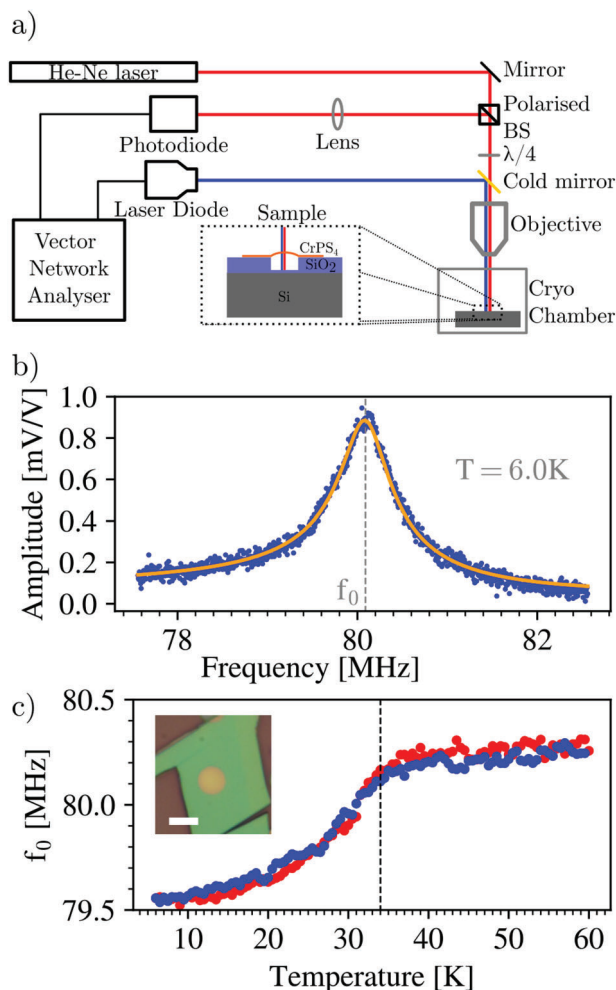 a)
He-Ne laser
Mirror
Polarised
BS
Photodiode
Lens
λ/4
Cold mirror
Laser Diode
Sample
Objective
CrPS₄
SiO₂
Si
Vector
Network
Analyser
Cryo
Chamber
b)
Amplitude [mV/V]
1.0
0.8
0.6
0.4
0.2
0.0
T = 6.0K
f₀
78
80
82
Frequency [MHz]
c)
f₀ [MHz]
80.5
80.0
79.5
10
20
30
40
50
60
Temperature [K]